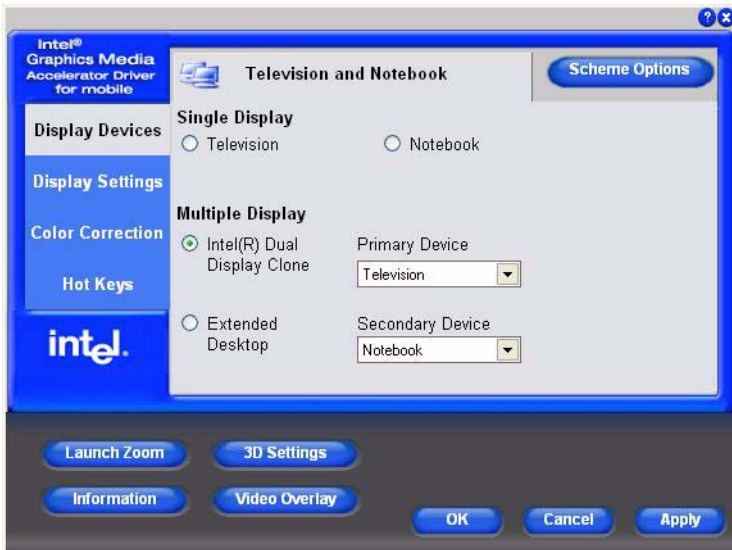 Intel®
Graphics Media
Accelerator Driver
for mobile
Television and Notebook
Scheme Options
Display Devices
Display Settings
Color Correction
Hot Keys
intel.
Single Display
Television
Notebook
Multiple Display
Intel(R) Dual
Display Clone
Primary Device
Television
Extended
Desktop
Secondary Device
Notebook
Launch Zoom
3D Settings
Information
Video Overlay
OK
Cancel
Apply